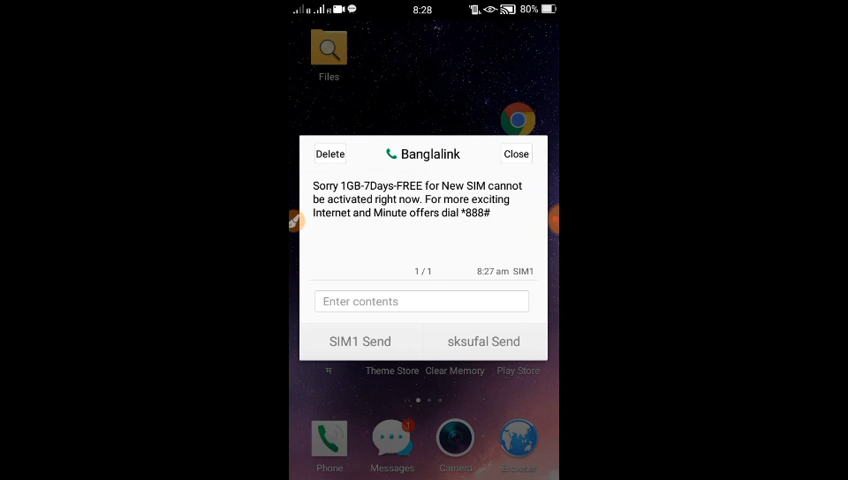 8:28
80%
Files
Delete
Banglalink
Close
Sorry 1GB-7Days-FREE for New SIM cannot
be activated right now. For more exciting
Internet and Minute offers dial *888#
1 / 1
8:27 am SIM1
Enter contents
SIM1 Send
sksufal Send
Theme Store
Clear Memory
Play Store
1
Phone
Messages
Camera
Browser